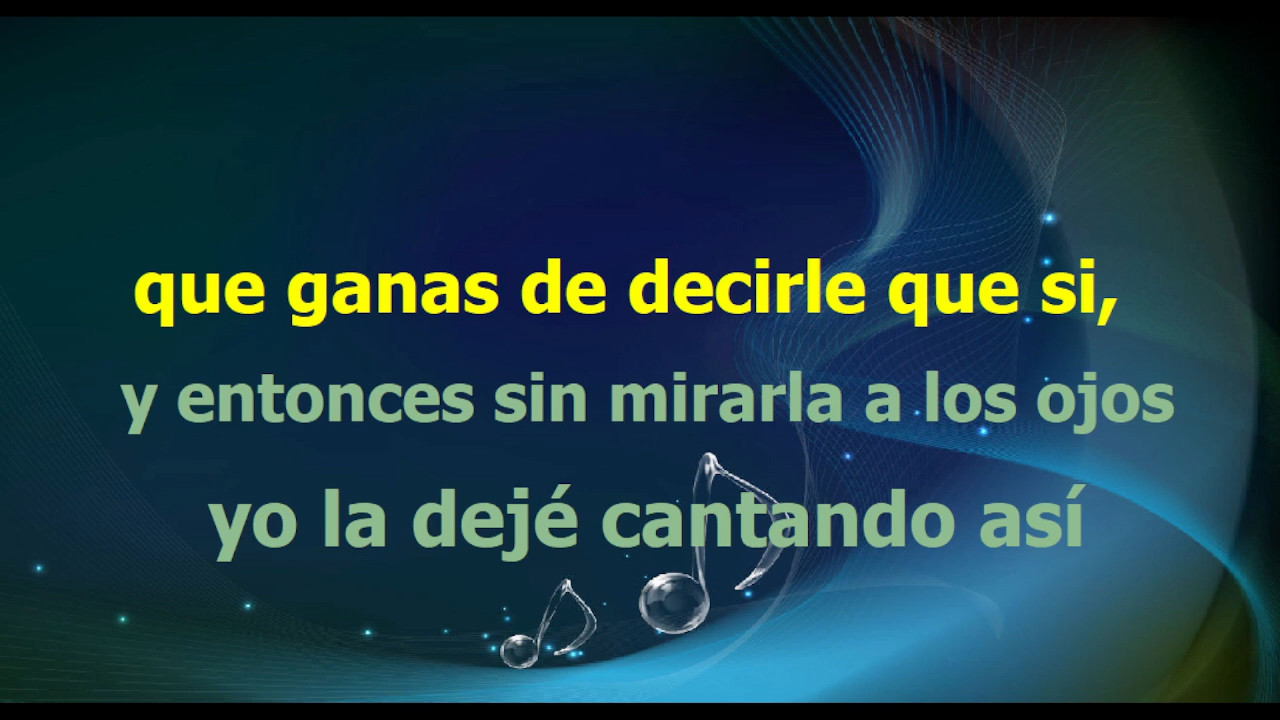 que ganas de decirle que si,
y entonces sin mirarla a los ojos
yo la dejé cantando así